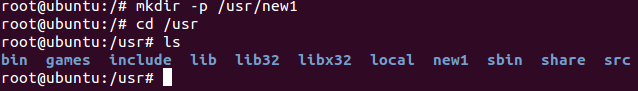 root@ubuntu:/# mkdir -p /usr/new1
root@ubuntu:/# cd /usr
root@ubuntu:/usr# ls
bin games include lib lib32 libx32 local new1 sbin share src
root@ubuntu:/usr#